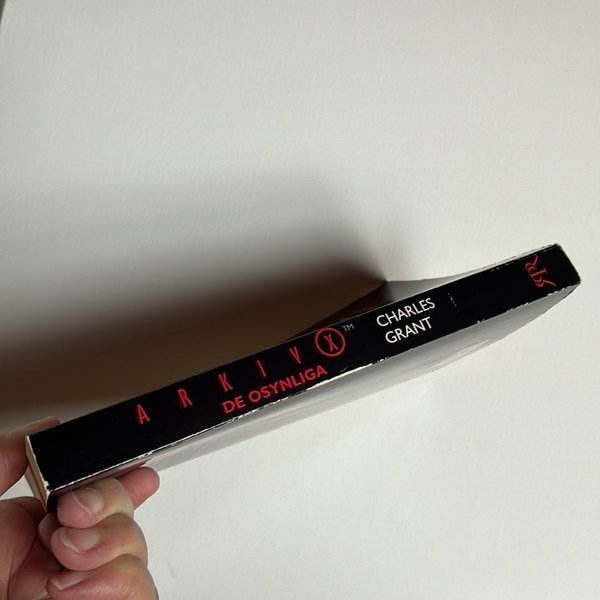 ARKIV X™
DE OSYNLIGA
CHARLES
GRANT